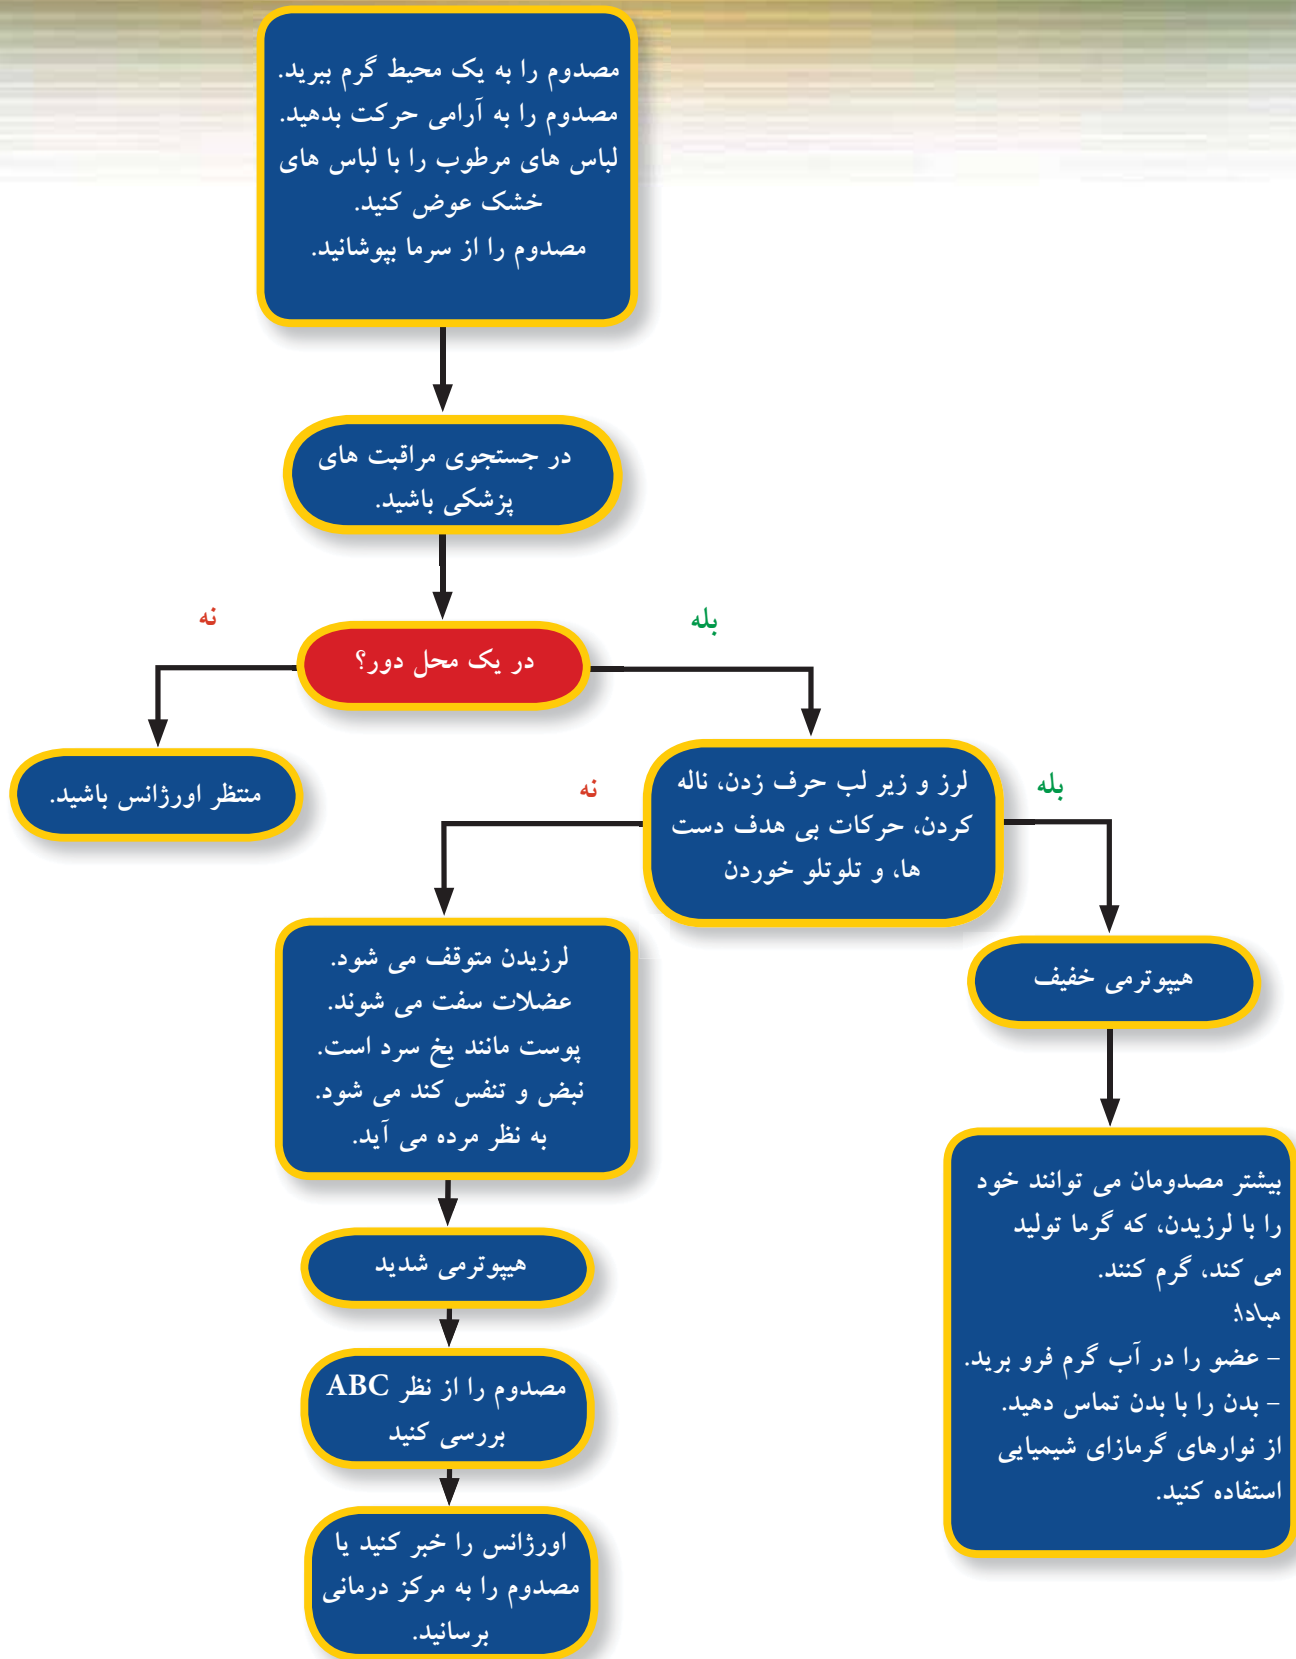 مصدوم را به یک محیط گرم ببرید.
مصدوم را به آرامی حرکت بدهید.
لباس های مرطوب را با لباس های
خشک عوض کنید.
مصدوم را از سرما بپوشانید.
در جستجوی مراقبت های
پزشکی باشید.
در یک محل دور؟
بله
نه
منتظر اورژانس باشید.
لرز و زیر لب حرف زدن، ناله
کردن، حرکات بی هدف دست
ها، و تلوتلو خوردن
بله
نه
هیپوترمی خفیف
بیشتر مصدومان می توانند خود
را با لرزیدن، که گرما تولید
می کند، گرم کنند.
مبادا:
- عضو را در آب گرم فرو برید.
- بدن را با بدن تماس دهید.
از نوارهای گرمازای شیمیایی
استفاده کنید.
لرزیدن متوقف می شود.
عضلات سفت می شوند.
پوست مانند یخ سرد است.
نبض و تنفس کند می شود.
به نظر مرده می آید.
هیپوترمی شدید
مصدوم را از نظر ABC
بررسی کنید
اورژانس را خبر کنید یا
مصدوم را به مرکز درمانی
برسانید.